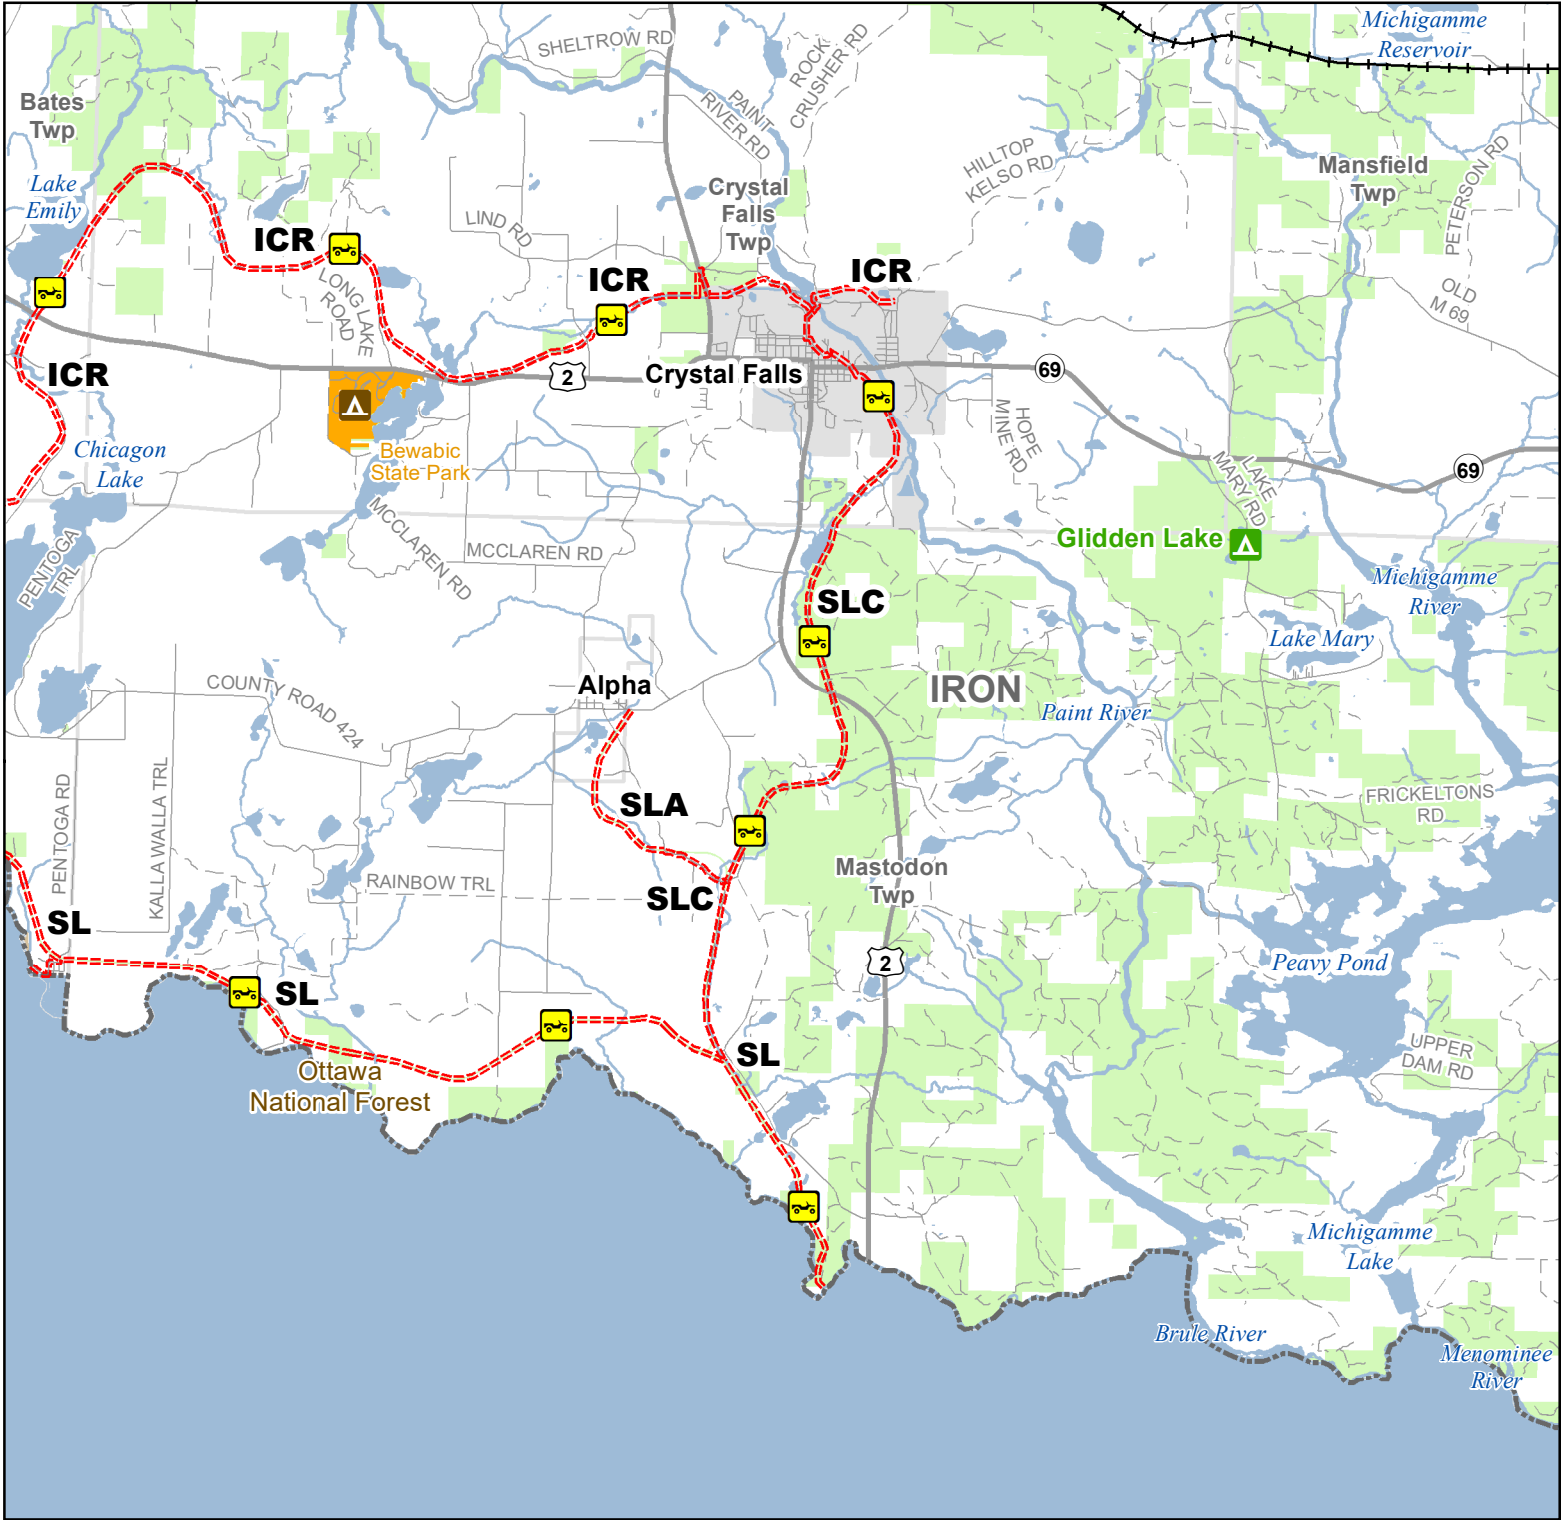 Michigamme
Reservoir
SHELTROW RD
ROCK
CRUSHER RD
PAINT
RIVER RD
Bates
Twp
HILLTOP
KELSO RD
Mansfield
Twp
PETERSON RD
Lake
Emily
Crystal
Falls
Twp
LIND RD
ICR
ICR
ICR
LONG LAKE
ROAD
OLD
M 69
ICR
2
Crystal Falls
69
HOPE
MINE RD
Chicagon
Lake
Bewabic
State Park
LAKE
MARY RD
69
MCCLAREN RD
MCCLAREN RD
Glidden Lake
PENTOGA
TRL
Michigamme
River
SLC
Lake Mary
Alpha
IRON
COUNTY ROAD 424
Paint River
PENTOGA RD
KALLA WALLA TRL
SLA
FRICKELTONS
RD
RAINBOW TRL
Mastodon
Twp
SLC
SL
2
Peavy Pond
SL
SL
UPPER
DAM RD
Ottawa
National Forest
Michigamme
Lake
Brule River
Menominee
River